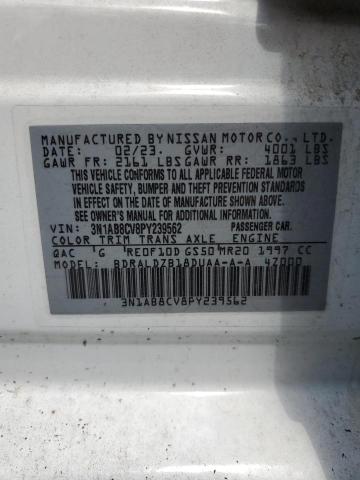 MANUFACTURED BY NISSAN MOTOR CO., LTD.
DATE: 02/23. GVWR: 4001 LBS
GAWR FR: 2161 LBS GAWR RR: 1863 LBS
THIS VEHICLE CONFORMS TO ALL APPLICABLE FEDERAL MOTOR
VEHICLE SAFETY, BUMPER AND THEFT PREVENTION STANDARDS
IN EFFECT ON THE DATE OF MANUFACTURE SHOWN ABOVE.
SEE OWNER'S MANUAL FOR ADDITIONAL INFORMATION.
VIN: 3N1AB8CV8PY239562 PASSENGER CAR.
COLOR TRIM TRANS AXLE ENGINE
QAC 'G RE0F10D GS50 MR20 1997 CC
BDRALDZB18DUAA-A-A 47000
3N1AB8CV8PY239562